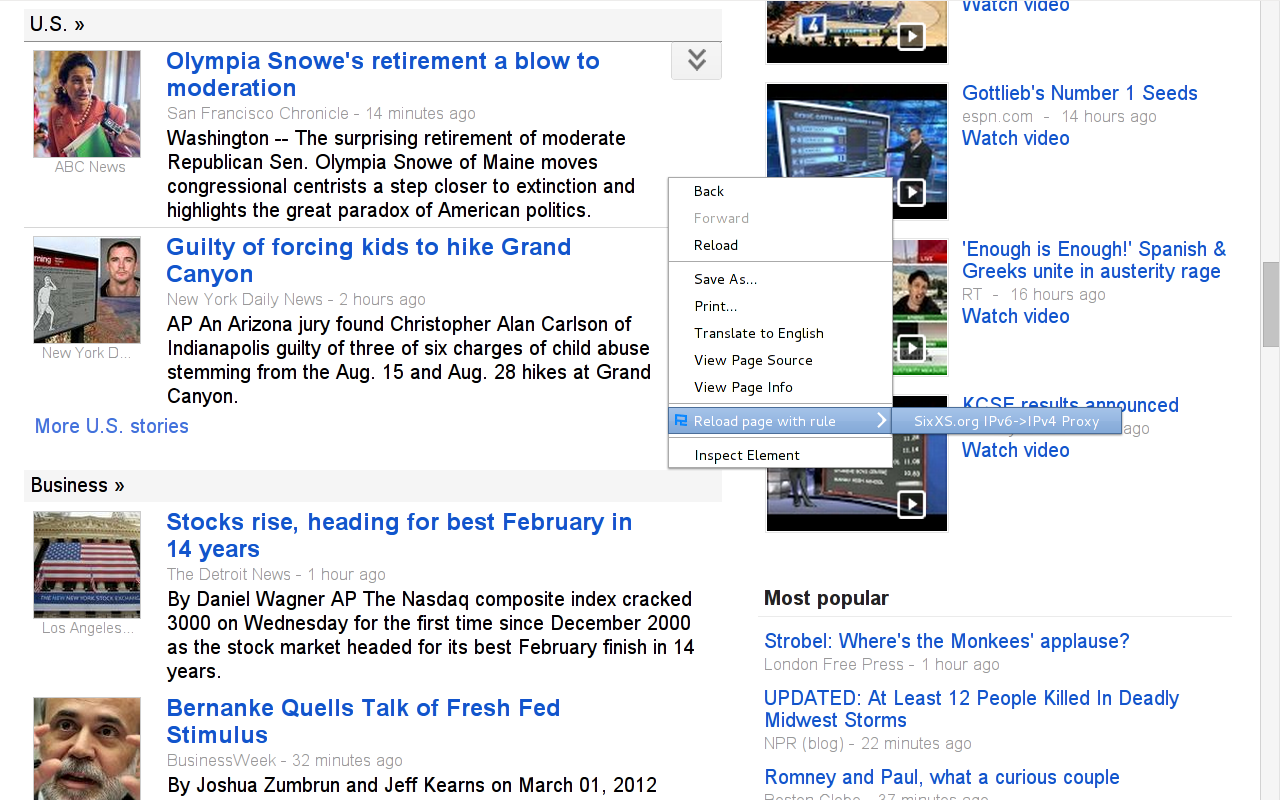 U.S. »
Olympia Snowe's retirement a blow to
moderation
San Francisco Chronicle - 14 minutes ago
Washington -- The surprising retirement of moderate
Republican Sen. Olympia Snowe of Maine moves
congressional centrists a step closer to extinction and
highlights the great paradox of American politics.
ABC News
Guilty of forcing kids to hike Grand
Canyon
New York Daily News - 2 hours ago
AP An Arizona jury found Christopher Alan Carlson of
Indianapolis guilty of three of six charges of child abuse
stemming from the Aug. 15 and Aug. 28 hikes at Grand
Canyon.
New York D...
More U.S. stories
Business »
Stocks rise, heading for best February in
14 years
The Detroit News - 1 hour ago
By Daniel Wagner AP The Nasdaq composite index cracked
3000 on Wednesday for the first time since December 2000
as the stock market headed for its best February finish in 14
years.
Los Angeles...
Bernanke Quells Talk of Fresh Fed
Stimulus
BusinessWeek - 32 minutes ago
By Joshua Zumbrun and Jeff Kearns on March 01, 2012
Back
Forward
Reload
Save As...
Print...
Translate to English
View Page Source
View Page Info
Reload page with rule
SixXS.org IPv6->IPv4 Proxy
Inspect Element
4
Watch video
Gottlieb's Number 1 Seeds
espn.com - 14 hours ago
Watch video
LIVE
'Enough is Enough!' Spanish &
Greeks unite in austerity rage
RT - 16 hours ago
Watch video
KCSE results announced
ago
Watch video
Most popular
Strobel: Where's the Monkees' applause?
London Free Press - 1 hour ago
UPDATED: At Least 12 People Killed In Deadly
Midwest Storms
NPR (blog) - 22 minutes ago
Romney and Paul, what a curious couple
Boston Globe - 37 minutes ago